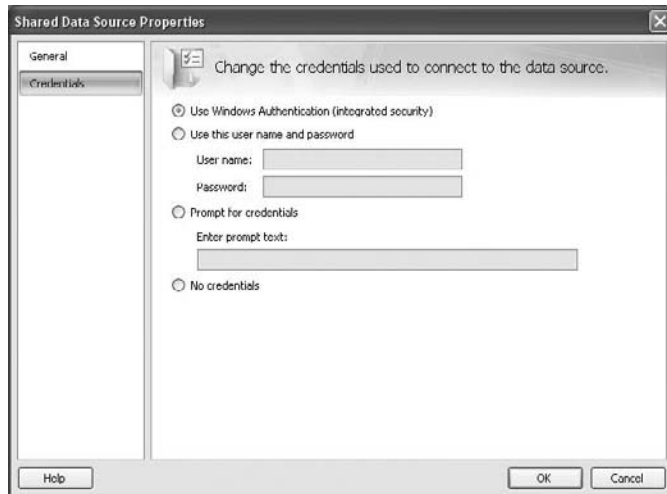 Shared Data Source Properties
General
Credentials
Change the credentials used to connect to the data source.
Use Windows Authentication (integrated security)
Use this user name and password
User name:
Password:
Prompt for credentials
Enter prompt text:
No credentials
Help
OK
Cancel